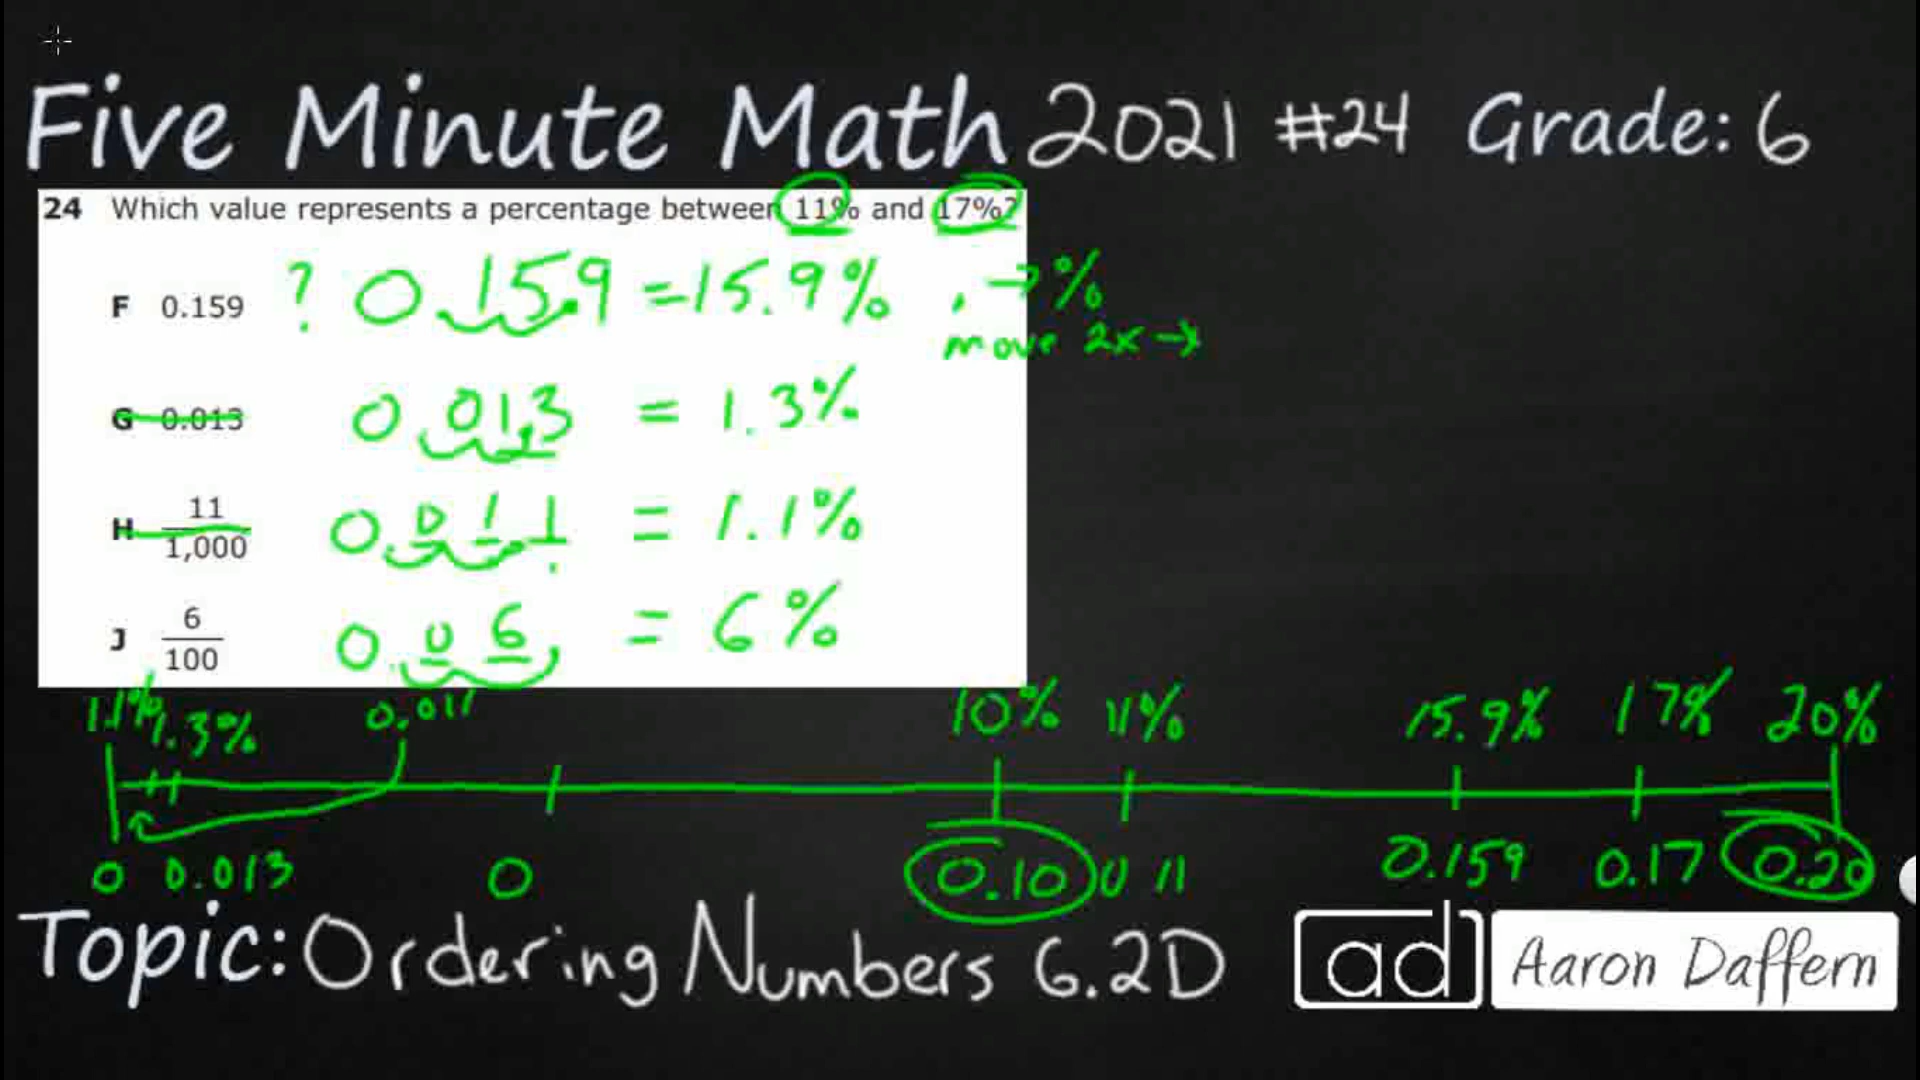 Five Minute Math 2021 #24 Grade: 6
24 Which value represents a percentage between 11% and 17%?
F 0.159 ? 0.159 = 15.9% . → %
move 2x →
G 0.013 0.013 = 1.3%
H 11/1,000 0.011 = 1.1%
J 6/100 0.06 = 6%
1.1% 1.3% 0.011 10% 11% 15.9% 17% 20%
0 0.013 0 0.10 0 11 0.159 0.17 0.20
Topic: Ordering Numbers 6.2D ad Aaron Daffern